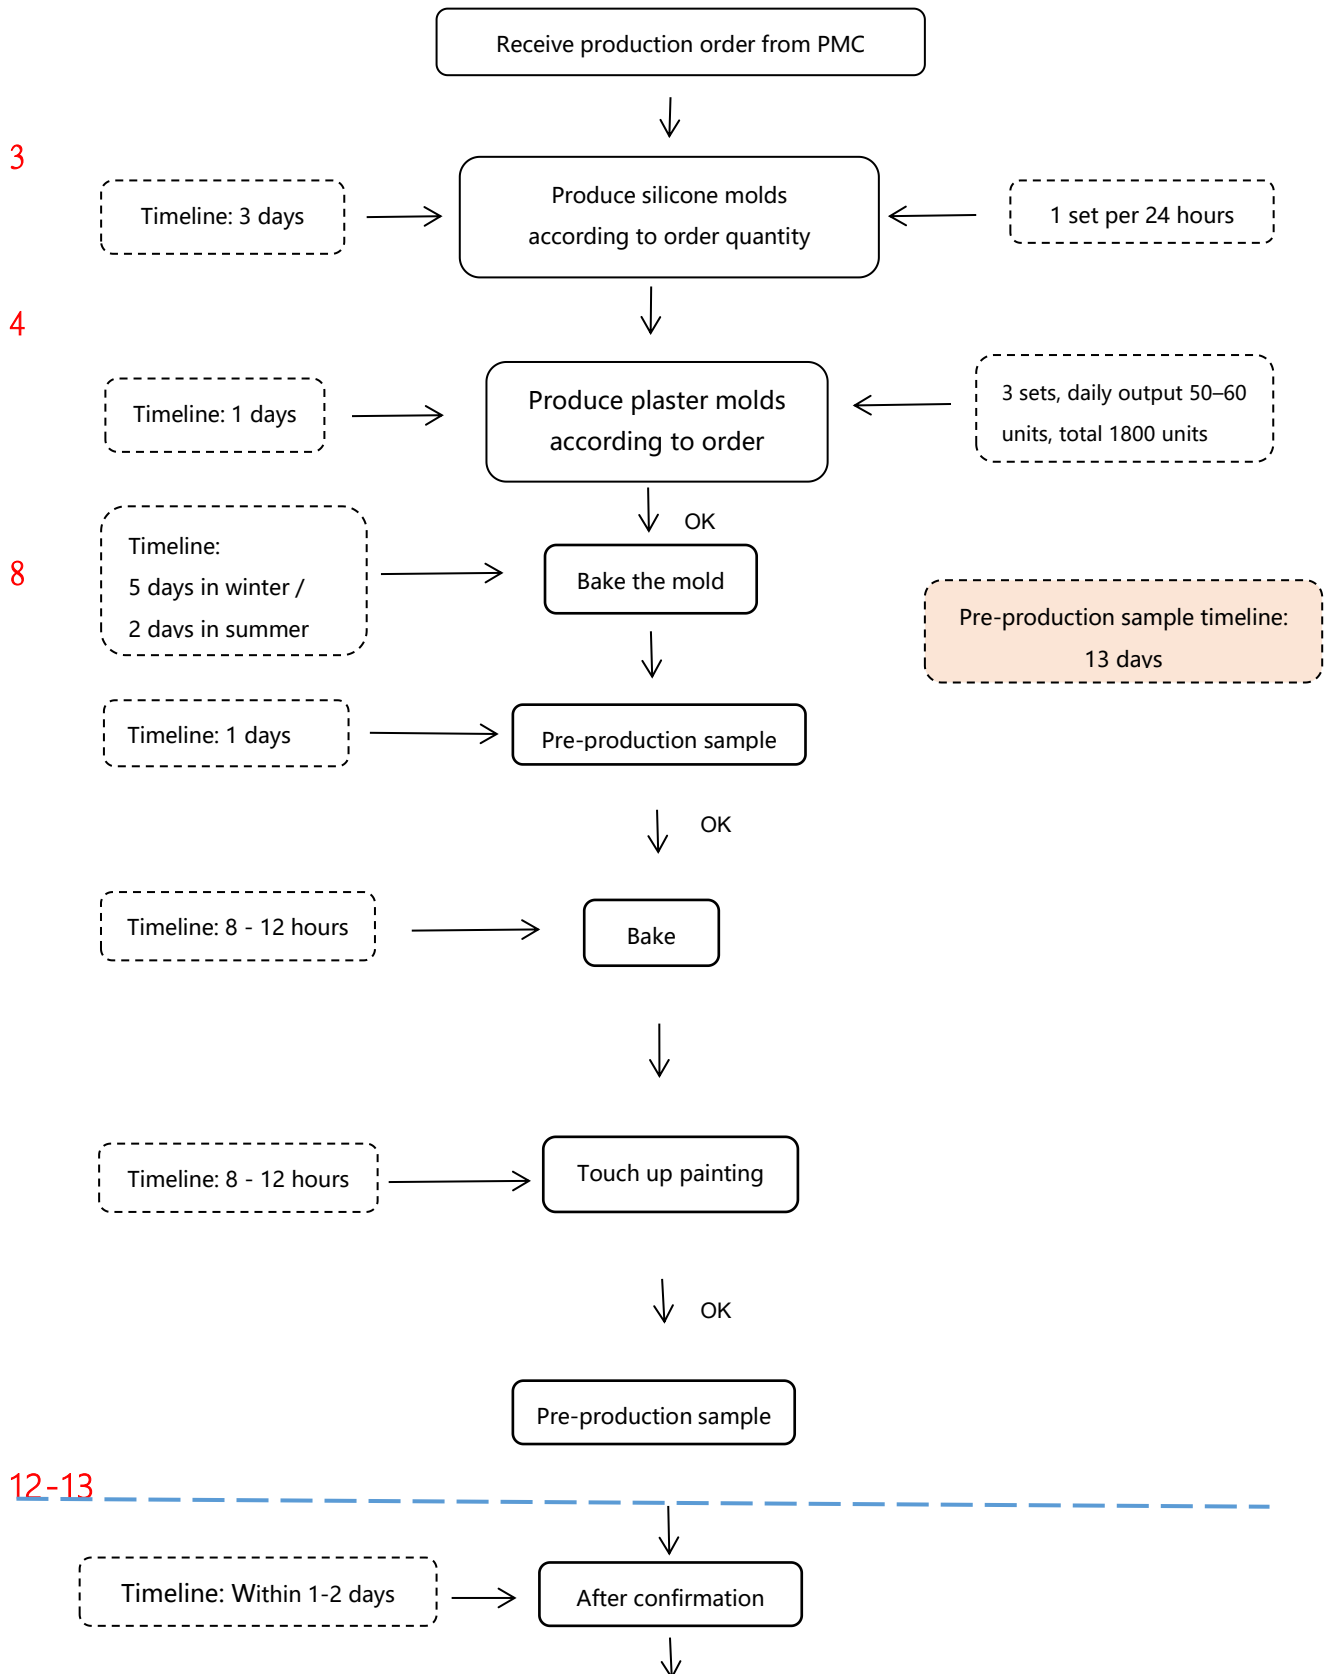 Receive production order from PMC
3
Timeline: 3 days
Produce silicone molds
according to order quantity
1 set per 24 hours
4
Timeline: 1 days
Produce plaster molds
according to order
3 sets, daily output 50–60
units, total 1800 units
OK
8
Timeline:
5 days in winter /
2 days in summer
Bake the mold
Pre-production sample timeline:
13 days
Timeline: 1 days
Pre-production sample
OK
Timeline: 8 - 12 hours
Bake
Timeline: 8 - 12 hours
Touch up painting
OK
Pre-production sample
12-13
Timeline: Within 1-2 days
After confirmation